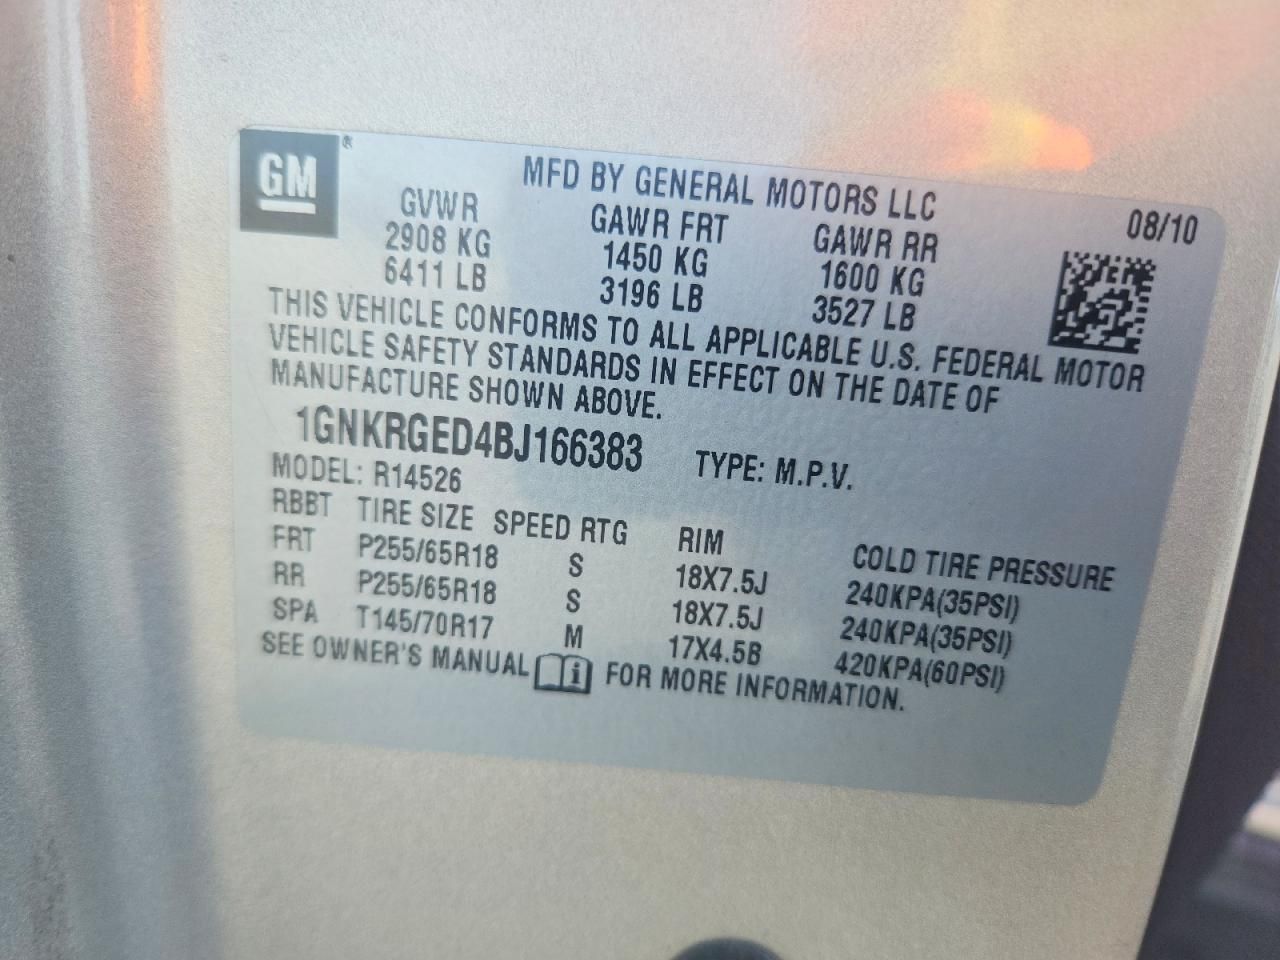 GM®
MFD BY GENERAL MOTORS LLC
08/10
GVWR GAWR FRT GAWR RR
2908 KG 1450 KG 1600 KG
6411 LB 3196 LB 3527 LB
THIS VEHICLE CONFORMS TO ALL APPLICABLE U.S. FEDERAL MOTOR
VEHICLE SAFETY STANDARDS IN EFFECT ON THE DATE OF
MANUFACTURE SHOWN ABOVE.
1GNKRGED4BJ166383 TYPE: M.P.V.
MODEL: R14526
RBBT TIRE SIZE SPEED RTG RIM COLD TIRE PRESSURE
FRT P255/65R18 S 18X7.5J 240KPA(35PSI)
RR P255/65R18 S 18X7.5J 240KPA(35PSI)
SPA T145/70R17 M 17X4.5B 420KPA(60PSI)
SEE OWNER'S MANUAL i FOR MORE INFORMATION.